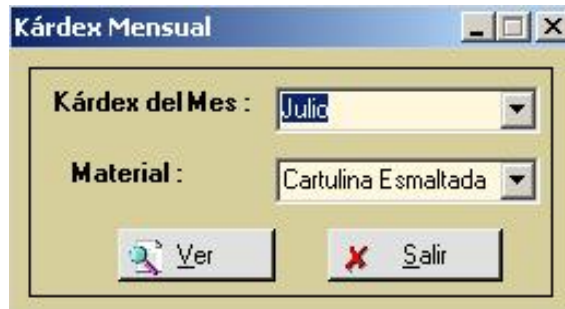 Kárdex Mensual
Kárdex del Mes : Julio
Material : Cartulina Esmaltada
Ver Salir